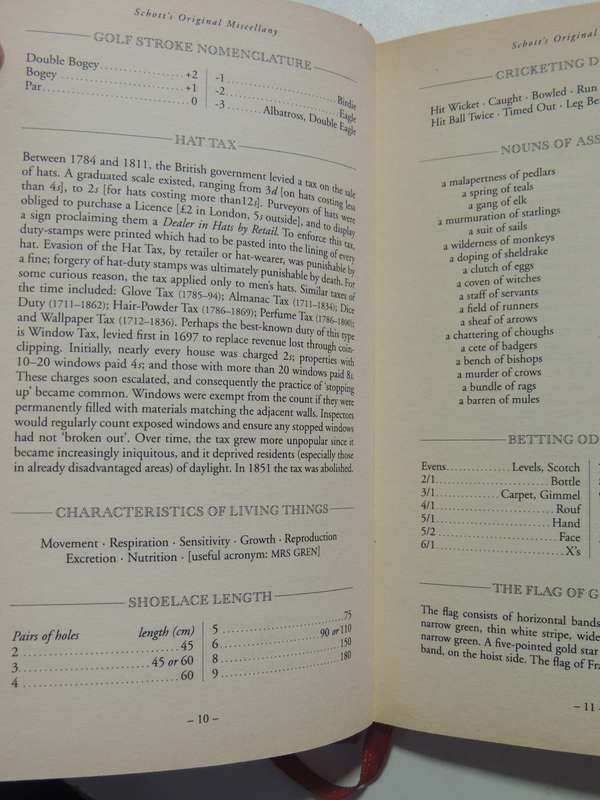 Schott's Original Miscellany
GOLF STROKE NOMENCLATURE
Double Bogey +2
Bogey +1
Par 0
-1 Birdie
-2 Eagle
-3 Albatross, Double Eagle
HAT TAX
Between 1784 and 1811, the British government levied a tax on the sale
of hats. A graduated scale existed, ranging from 3d [on hats costing less
than 4s], to 2s [for hats costing more than12s]. Purveyors of hats were
obliged to purchase a Licence [£2 in London, 5s outside], and to display
a sign proclaiming them a Dealer in Hats by Retail. To enforce this tax,
duty-stamps were printed which had to be pasted into the lining of every
hat. Evasion of the Hat Tax, by retailer or hat-wearer, was punishable by
a fine; forgery of hat-duty stamps was ultimately punishable by death. For
some curious reason, the tax applied only to men's hats. Similar taxes of
the time included: Glove Tax (1785–94); Almanac Tax (1711–1834); Dice
Duty (1711–1862); Hair-Powder Tax (1786–1869); Perfume Tax (1786–1800);
and Wallpaper Tax (1712–1836). Perhaps the best-known duty of this type
is Window Tax, levied first in 1697 to replace revenue lost through coin-
clipping. Initially, nearly every house was charged 2s; properties with
10–20 windows paid 4s; and those with more than 20 windows paid 8s.
These charges soon escalated, and consequently the practice of 'stopping
up' became common. Windows were exempt from the count if they were
permanently filled with materials matching the adjacent walls. Inspectors
would regularly count exposed windows and ensure any stopped windows
had not 'broken out'. Over time, the tax grew more unpopular since it
became increasingly iniquitous, and it deprived residents (especially those
in already disadvantaged areas) of daylight. In 1851 the tax was abolished.
CHARACTERISTICS OF LIVING THINGS
Movement · Respiration · Sensitivity · Growth · Reproduction
Excretion · Nutrition · [useful acronym: MRS GREN]
SHOELACE LENGTH
Pairs of holes length (cm)
2 45
3 45 or 60
4 60
5 75
6 90 or 110
8 150
9 180
– 10 –
Schott's Original
CRICKETING D
Hit Wicket · Caught · Bowled · Run
Hit Ball Twice · Timed Out · Leg Be
NOUNS OF ASS
a malapertness of pedlars
a spring of teals
a gang of elk
a murmuration of starlings
a suit of sails
a wilderness of monkeys
a doping of sheldrake
a clutch of eggs
a coven of witches
a staff of servants
a field of runners
a sheaf of arrows
a chattering of choughs
a cete of badgers
a bench of bishops
a murder of crows
a bundle of rags
a barren of mules
BETTING OD
Evens Levels, Scotch
2/1 Bottle
3/1 Carpet, Gimmel
4/1 Rouf
5/1 Hand
5/2 Face
6/1 X's
THE FLAG OF G
The flag consists of horizontal bands
narrow green, thin white stripe, wide
narrow green. A five-pointed gold star
band, on the hoist side. The flag of Fra
– 11